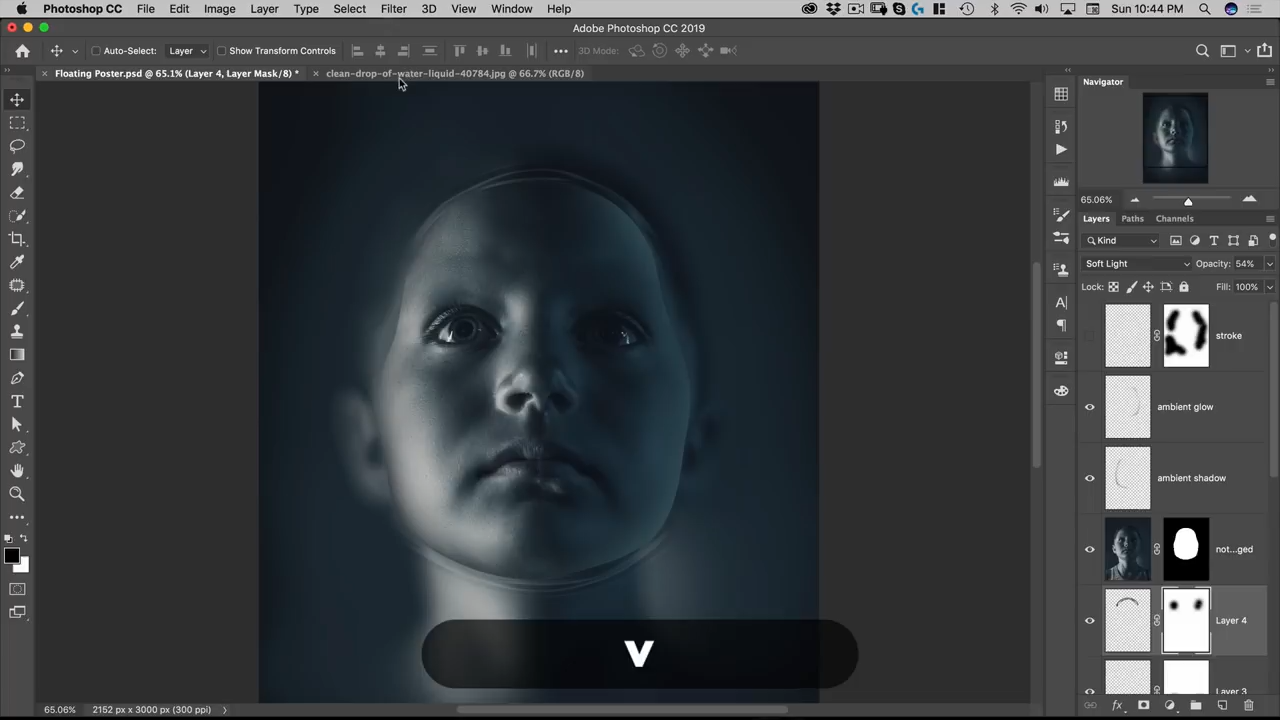 Photoshop CC File Edit Image Layer Type Select Filter 3D View Window Help Sun 10:44 PM
Adobe Photoshop CC 2019
Auto-Select: Layer Show Transform Controls 3D Mode:
Floating Poster.psd @ 65.1% (Layer 4, Layer Mask/8) * clean-drop-of-water-liquid-40784.jpg @ 66.7% (RGB/8)
Navigator
65.06%
Layers Paths Channels
Kind
Soft Light Opacity: 54%
Lock: Fill: 100%
stroke
ambient glow
ambient shadow
not...ged
Layer 4
Layer 3
V
65.06% 2152 px x 3000 px (300 ppi)
fx